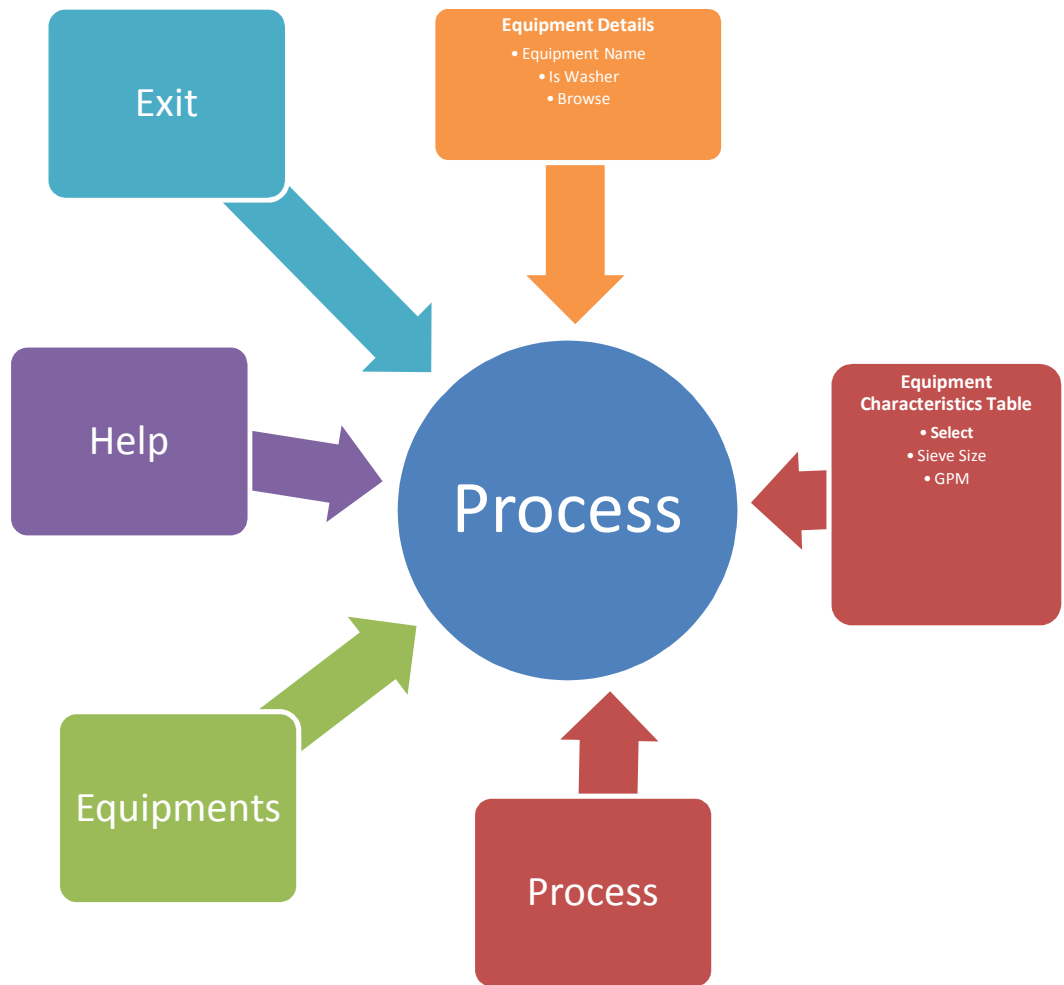 Exit
Equipment Details
• Equipment Name
• Is Washer
• Browse
Help
Process
Equipment
Characteristics Table
• Select
• Sieve Size
• GPM
Equipments
Process